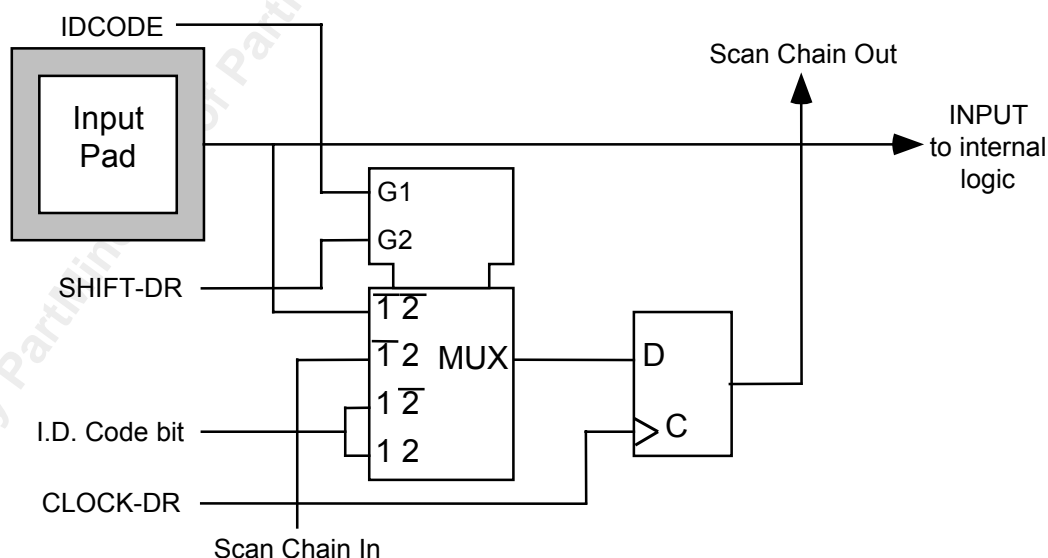 IDCODE
Input
Pad
Scan Chain Out
INPUT
to internal
logic
G1
G2
SHIFT-DR
1̅ 2̅
1̅ 2
MUX
1 2̅
1 2
D
C
I.D. Code bit
CLOCK-DR
Scan Chain In